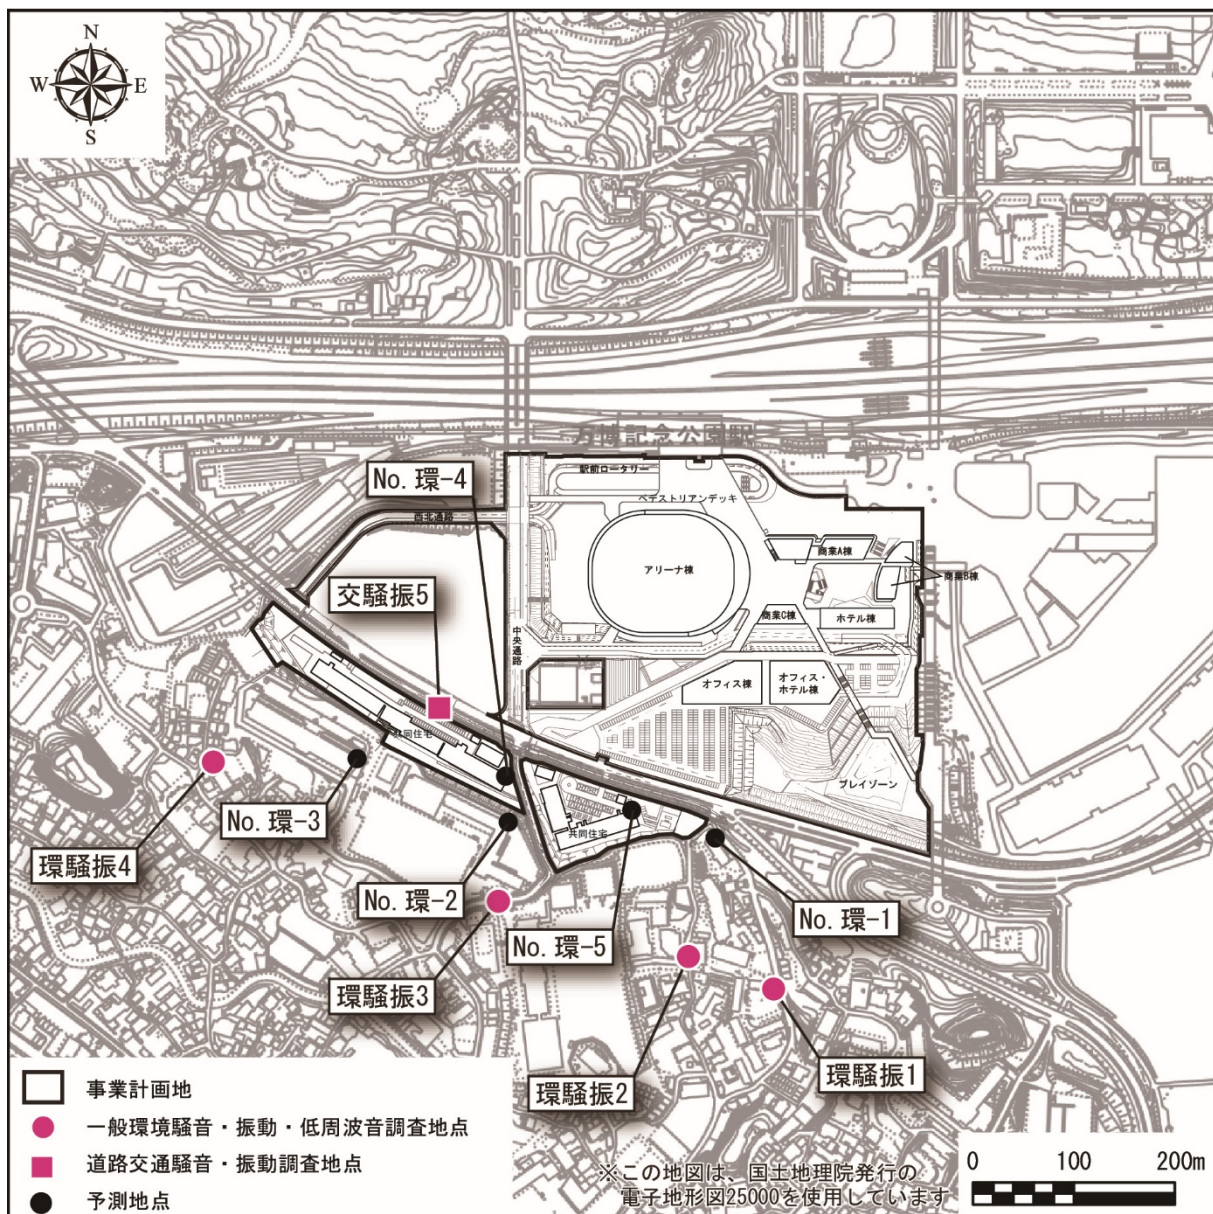 N
W E
S
万博記念公園駅
駅前ロータリー
No. 環-4
ペデストリアンデッキ
西北通路
商業A棟
アリーナ棟
商業B棟
交騒振5
商業C棟
ホテル棟
中央通路
オフィス棟
オフィス・
ホテル棟
共同住宅
プレイゾーン
No. 環-3
共同住宅
環騒振4
No. 環-2
No. 環-1
No. 環-5
環騒振3
環騒振2
環騒振1
事業計画地
一般環境騒音・振動・低周波音調査地点
道路交通騒音・振動調査地点
予測地点
※この地図は、国土地理院発行の
電子地形図25000を使用しています
0 100 200m